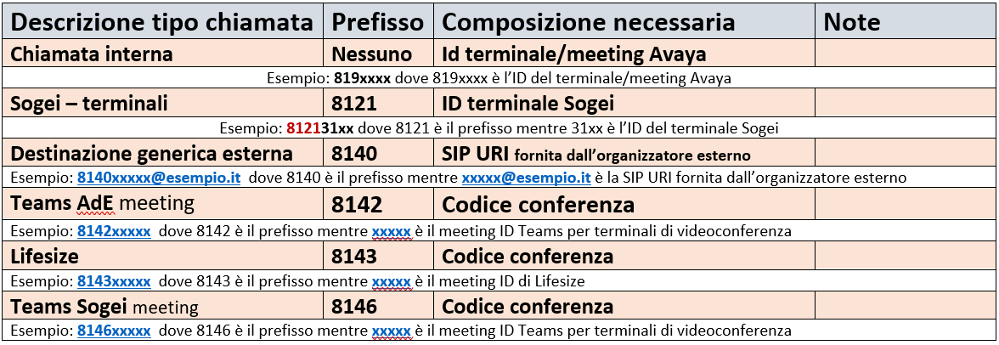 Descrizione tipo chiamata Prefisso Composizione necessaria Note
Chiamata interna Nessuno Id terminale/meeting Avaya
Esempio: 819xxxx dove 819xxxx è l’ID del terminale/meeting Avaya
Sogei – terminali 8121 ID terminale Sogei
Esempio: 812131xx dove 8121 è il prefisso mentre 31xx è l’ID del terminale Sogei
Destinazione generica esterna 8140 SIP URI fornita dall’organizzatore esterno
Esempio: 8140xxxxx@esempio.it dove 8140 è il prefisso mentre xxxxx@esempio.it è la SIP URI fornita dall’organizzatore esterno
Teams AdE meeting 8142 Codice conferenza
Esempio: 8142xxxxx dove 8142 è il prefisso mentre xxxxx è il meeting ID Teams per terminali di videoconferenza
Lifesize 8143 Codice conferenza
Esempio: 8143xxxxx dove 8143 è il prefisso mentre xxxxx è il meeting ID di Lifesize
Teams Sogei meeting 8146 Codice conferenza
Esempio: 8146xxxxx dove 8146 è il prefisso mentre xxxxx è il meeting ID Teams per terminali di videoconferenza